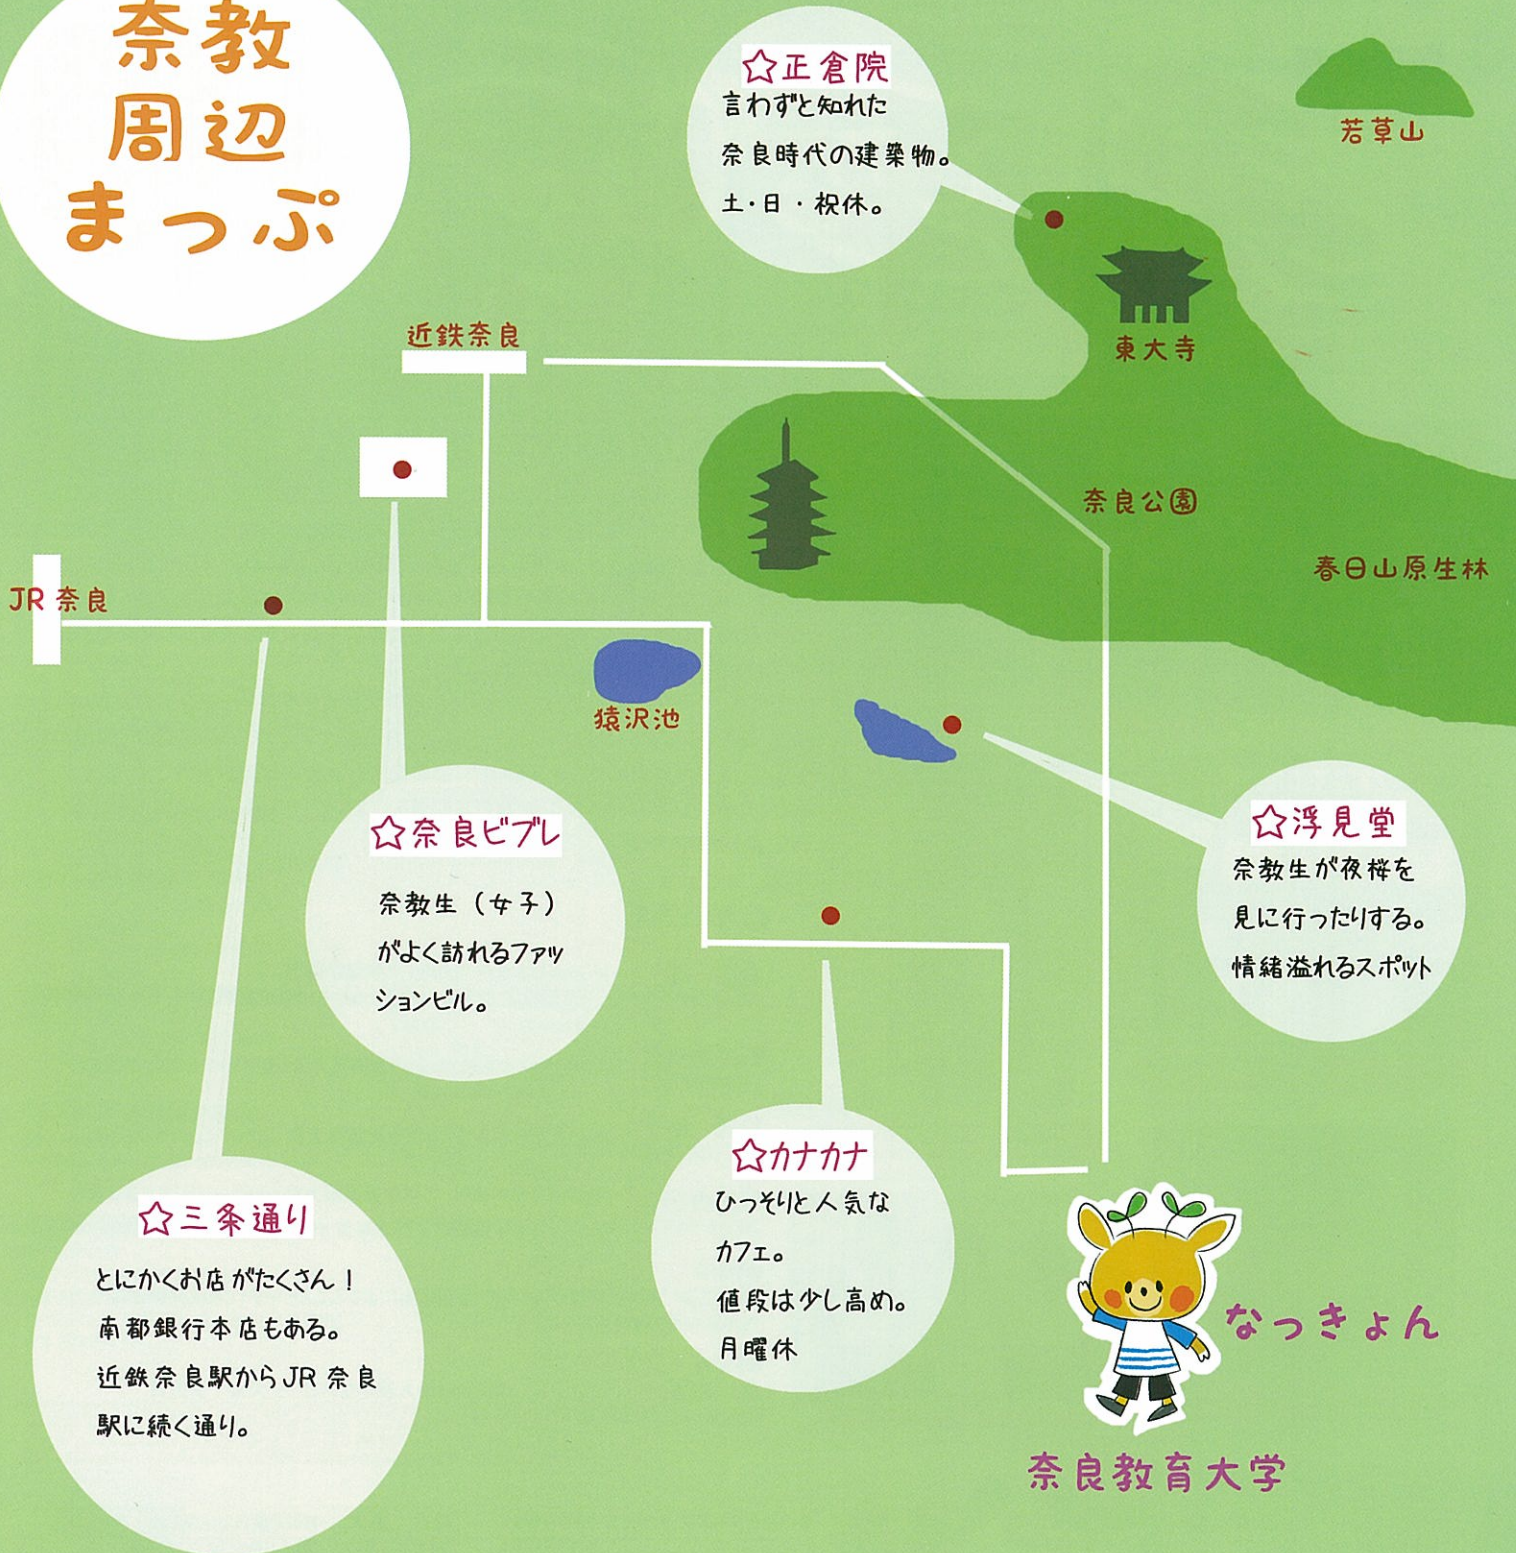 奈教
周辺
まっぷ
☆正倉院
言わずと知れた
奈良時代の建築物。
土・日・祝休。
若草山
東大寺
近鉄奈良
奈良公園
春日山原生林
JR奈良
猿沢池
☆奈良ビブレ
奈教生（女子）
がよく訪れるファッ
ションビル。
☆浮見堂
奈教生が夜桜を
見に行ったりする。
情緒溢れるスポット
☆カナカナ
ひっそりと人気な
カフェ。
値段は少し高め。
月曜休
☆三条通り
とにかくお店がたくさん！
南都銀行本店もある。
近鉄奈良駅からJR奈良
駅に続く通り。
なっきょん
奈良教育大学